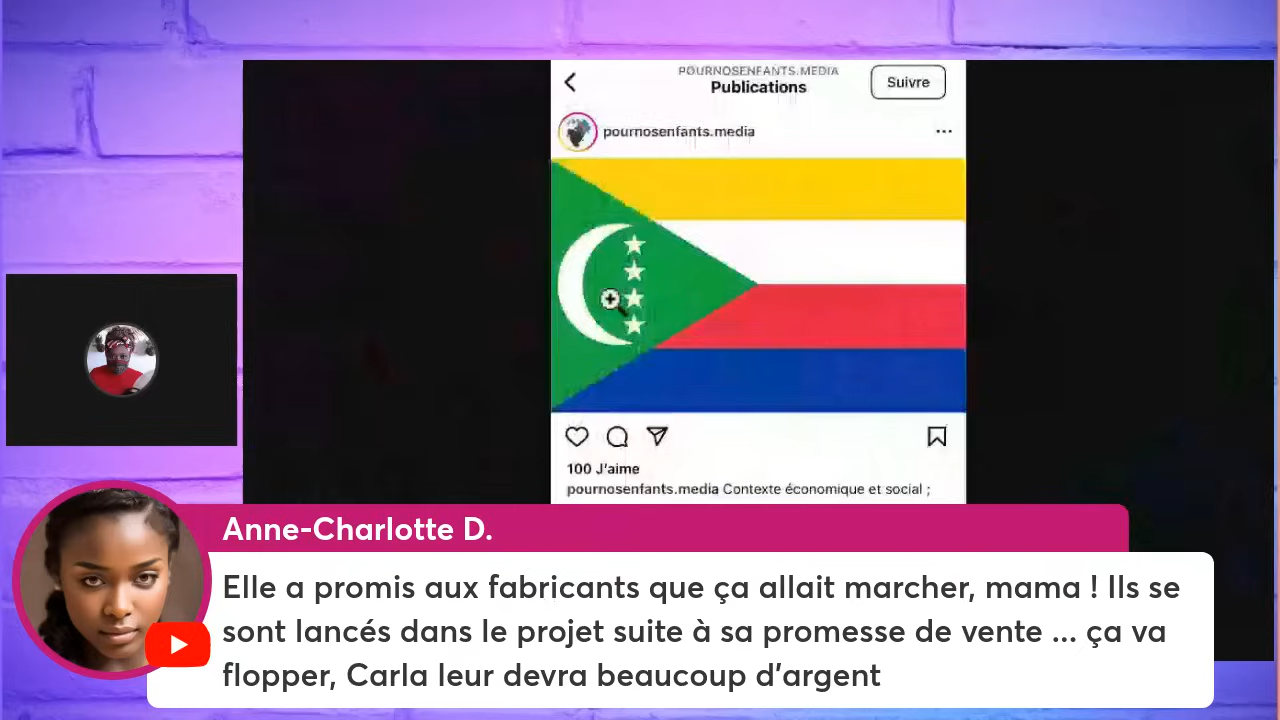 POURNOSENFANTS.MEDIA
Publications
Suivre
pournosenfants.media
100 J'aime
pournosenfants.media Contexte économique et social ;
Anne-Charlotte D.
Elle a promis aux fabricants que ça allait marcher, mama ! Ils se
sont lancés dans le projet suite à sa promesse de vente ... ça va
flopper, Carla leur devra beaucoup d'argent